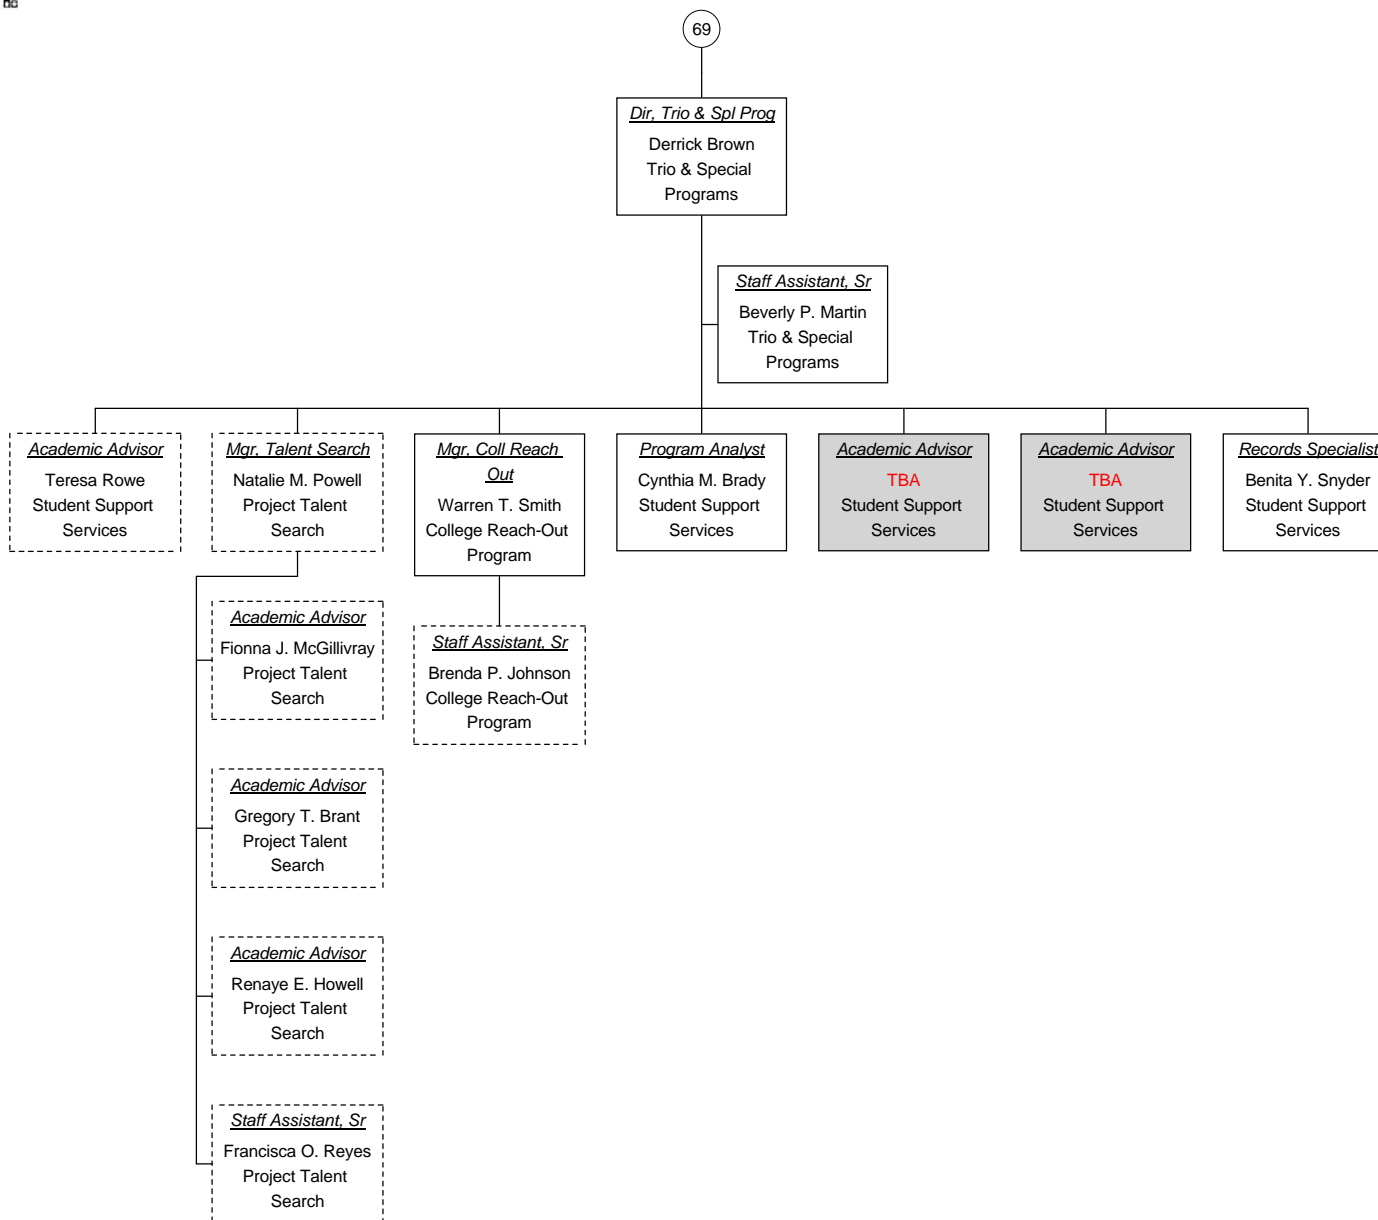 69
Dir, Trio & Spl Prog
Derrick Brown
Trio & Special
Programs
Staff Assistant, Sr
Beverly P. Martin
Trio & Special
Programs
Academic Advisor
Teresa Rowe
Student Support
Services
Mgr, Talent Search
Natalie M. Powell
Project Talent
Search
Mgr, Coll Reach
Out
Warren T. Smith
College Reach-Out
Program
Program Analyst
Cynthia M. Brady
Student Support
Services
Academic Advisor
TBA
Student Support
Services
Academic Advisor
TBA
Student Support
Services
Records Specialist
Benita Y. Snyder
Student Support
Services
Academic Advisor
Fionna J. McGillivray
Project Talent
Search
Staff Assistant, Sr
Brenda P. Johnson
College Reach-Out
Program
Academic Advisor
Gregory T. Brant
Project Talent
Search
Academic Advisor
Renaye E. Howell
Project Talent
Search
Staff Assistant, Sr
Francisca O. Reyes
Project Talent
Search